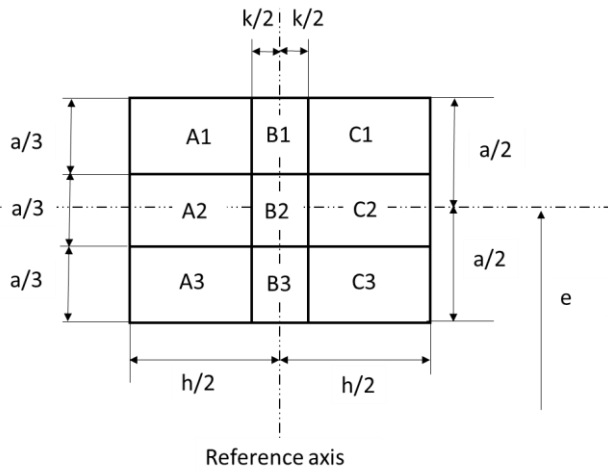 k/2 k/2
a/3 A1 B1 C1 a/2
a/3 A2 B2 C2
a/3 A3 B3 C3 a/2
e
h/2 h/2
Reference axis